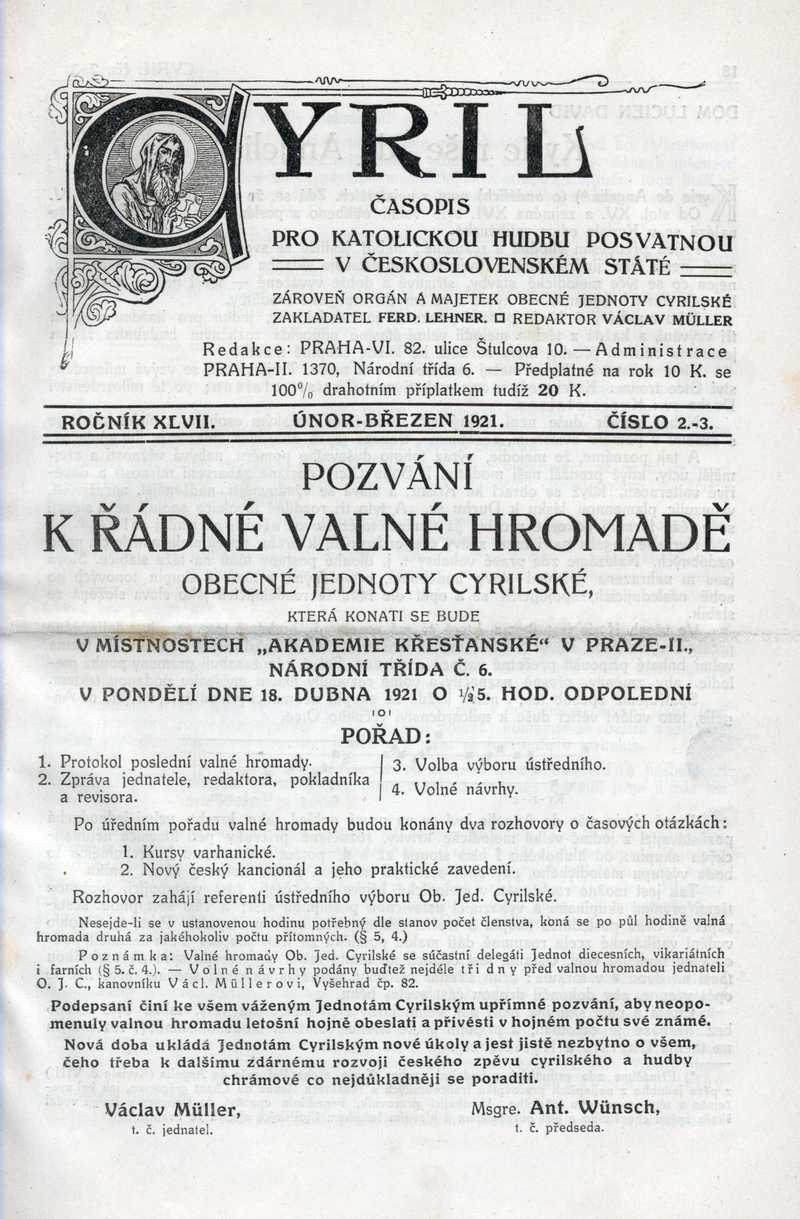 CYRIL
ČASOPIS
PRO KATOLICKOU HUDBU POSVATNOU
V ČESKOSLOVENSKÉM STÁTĚ
ZÁROVEŇ ORGÁN A MAJETEK OBECNÉ JEDNOTY CYRILSKÉ
ZAKLADATEL FERD. LEHNER. □ REDAKTOR VÁCLAV MÜLLER
Redakce: PRAHA-VI. 82. ulice Štulcova 10. — Administrace
PRAHA-II. 1370, Národní třída 6. — Předplatné na rok 10 K. se
100% drahotním příplatkem tudíž 20 K.
ROČNÍK XLVII. ÚNOR-BŘEZEN 1921. ČÍSLO 2.-3.
POZVÁNÍ
K ŘÁDNÉ VALNÉ HROMADĚ
OBECNÉ JEDNOTY CYRILSKÉ,
KTERÁ KONATI SE BUDE
V MÍSTNOSTECH „AKADEMIE KŘESŤANSKÉ“ V PRAZE-II.,
NÁRODNÍ TŘÍDA Č. 6.
V PONDĚLÍ DNE 18. DUBNA 1921 O ½5. HOD. ODPOLEDNÍ
POŘAD:
1. Protokol poslední valné hromady.
2. Zpráva jednatele, redaktora, pokladníka
a revisora.
3. Volba výboru ústředního.
4. Volné návrhy.
Po úředním pořadu valné hromady budou konány dva rozhovory o časových otázkách:
1. Kursy varhanické.
2. Nový český kancionál a jeho praktické zavedení.
Rozhovor zahájí referenti ústředního výboru Ob. Jed. Cyrilské.
Nesejde-li se v ustanovenou hodinu potřebný dle stanov počet členstva, koná se po půl hodině valná
hromada druhá za jakéhokoliv počtu přítomných. (§ 5, 4.)
Poznámka: Valné hromady Ob. Jed. Cyrilské se súčastní delegáti Jednot diecesních, vikariátních
i farních (§ 5. č. 4.). — Volné návrhy podány buďtež nejdéle tři dny před valnou hromadou jednateli
O. J. C., kanovníku Václ. Müllerovi, Vyšehrad čp. 82.
Podepsaní činí ke všem váženým Jednotám Cyrilským upřímné pozvání, aby neopo-
menuly valnou hromadu letošní hojně obeslati a přivésti v hojném počtu své známé.
Nová doba ukládá Jednotám Cyrilským nové úkoly a jest jistě nezbytno o všem,
čeho třeba k dalšímu zdárnému rozvoji českého zpěvu cyrilského a hudby
chrámové co nejdůkladněji se poraditi.
Václav Müller,
t. č. jednatel.
Msgre. Ant. Wünsch,
t. č. předseda.